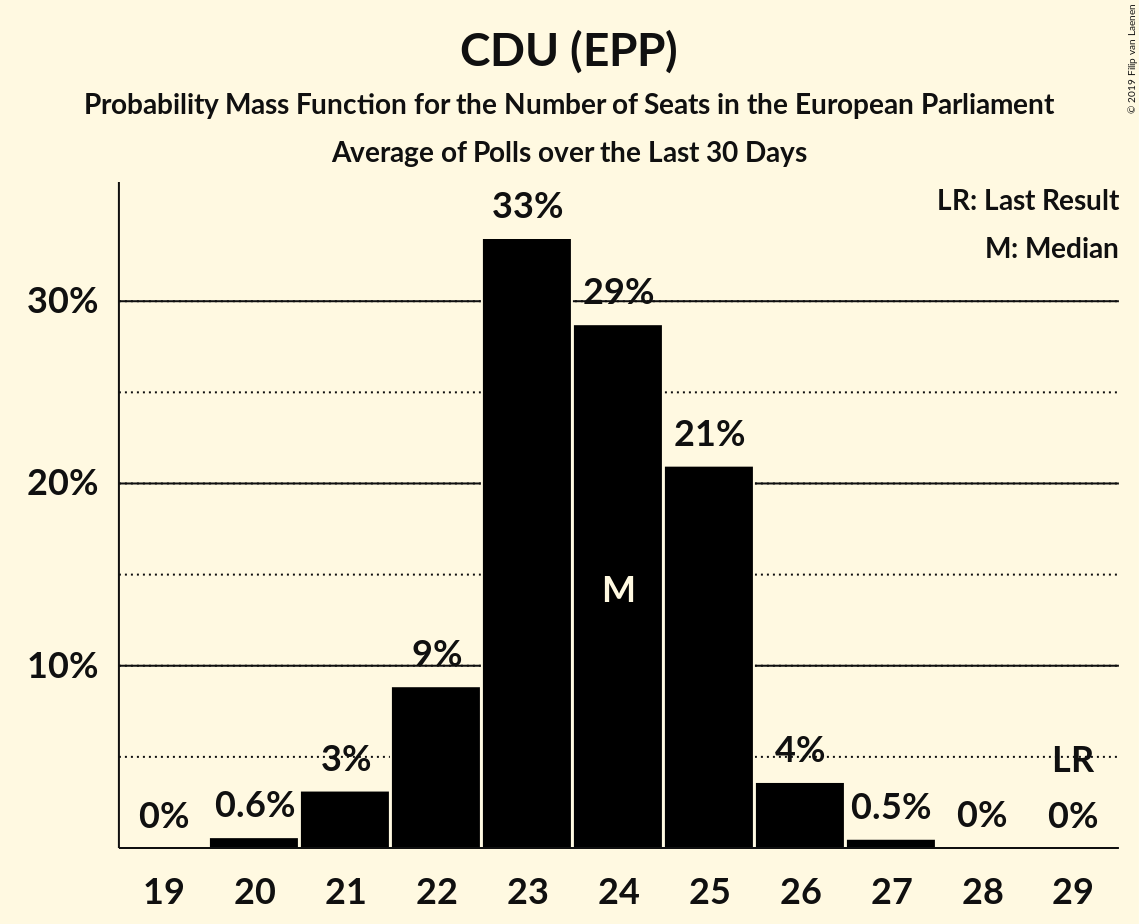 CDU (EPP)
Probability Mass Function for the Number of Seats in the European Parliament
Average of Polls over the Last 30 Days
© 2019 Filip van Laenen
LR: Last Result
M: Median
33%
29%
30%
21%
20%
M
9%
10%
3%
4%
LR
0%
0.6%
0.5%
0%
0%
19 20 21 22 23 24 25 26 27 28 29